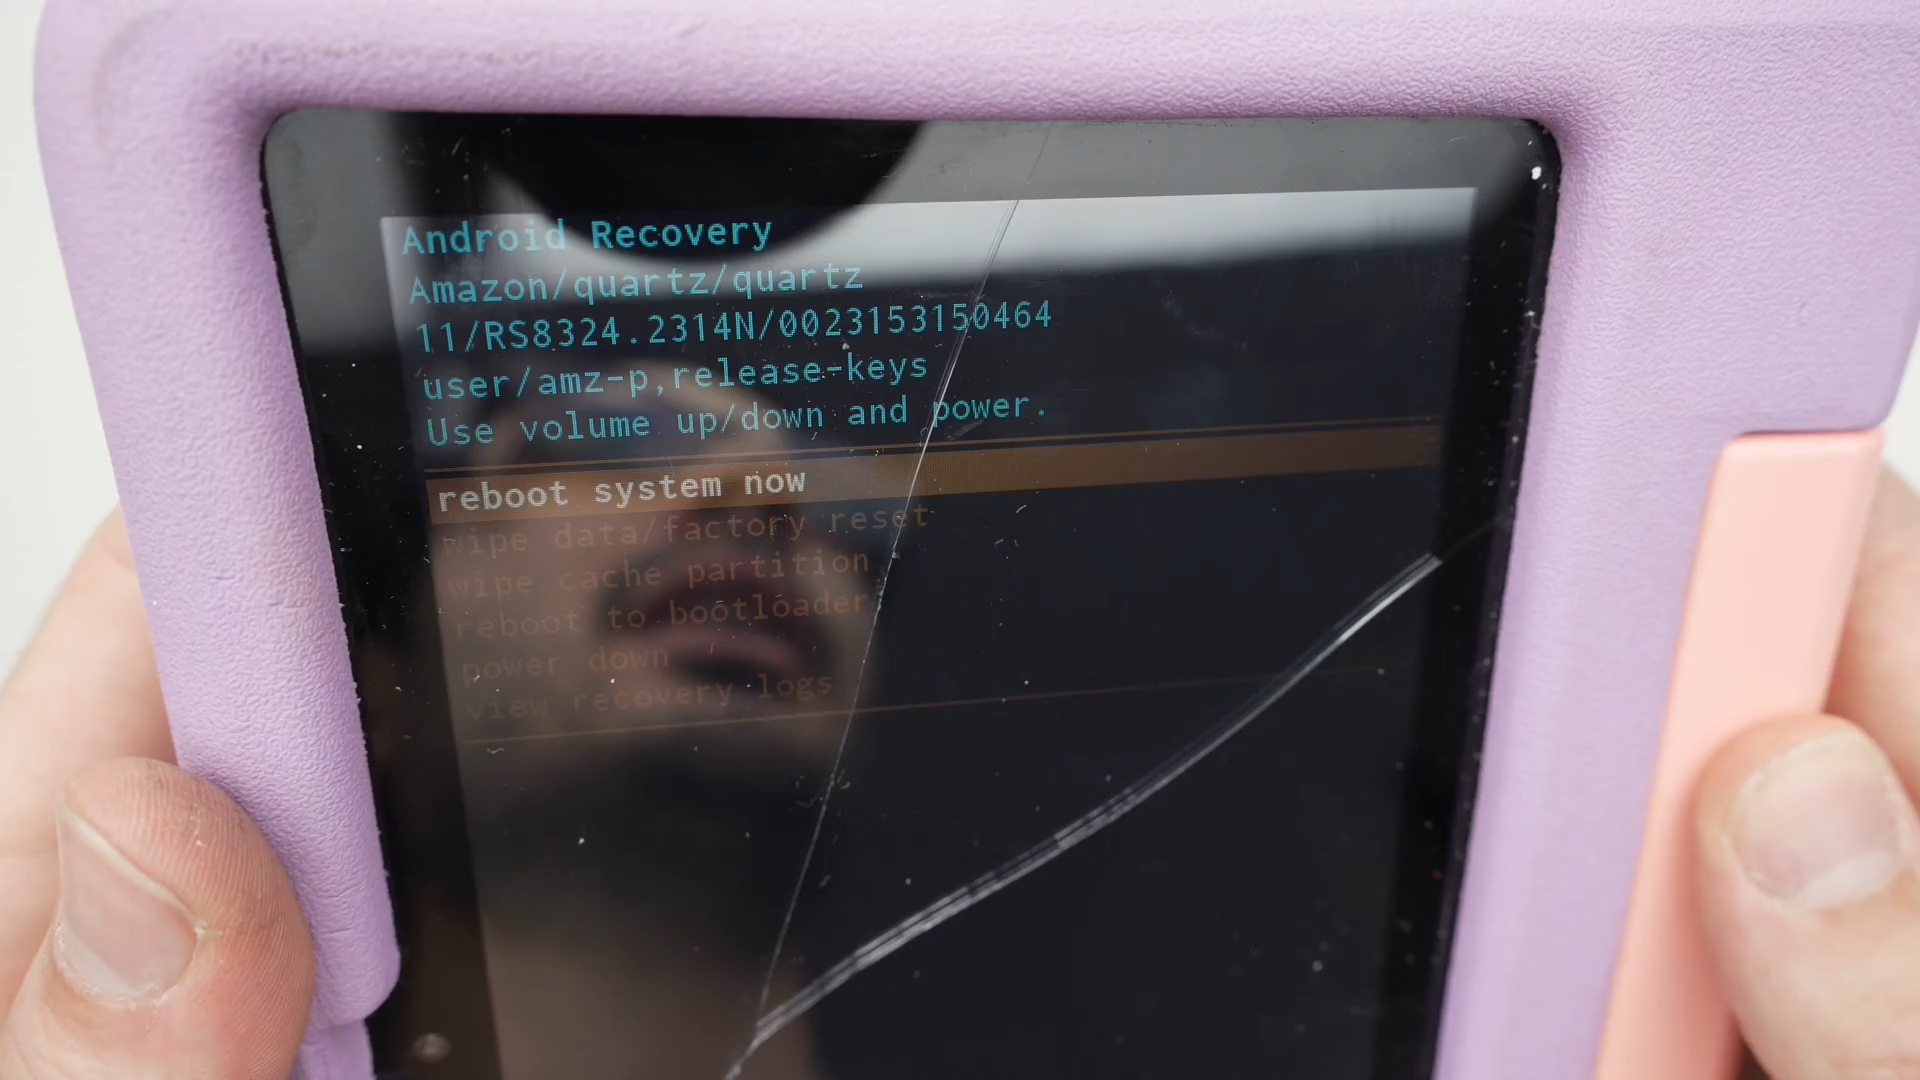 Android Recovery
Amazon/quartz/quartz
11/RS8324.2314N/0023153150464
user/amz-p,release-keys
Use volume up/down and power.
reboot system now
wipe data/factory reset
wipe cache partition
reboot to bootloader
power down
view recovery logs